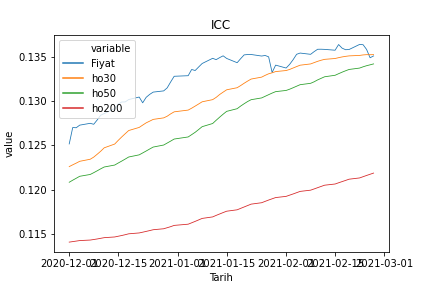 ICC
variable
Fiyat
ho30
ho50
ho200
value
0.135
0.130
0.125
0.120
0.115
2020-12-01
2020-12-15
2021-01-01
2021-01-15
2021-02-01
2021-02-15
2021-03-01
Tarih